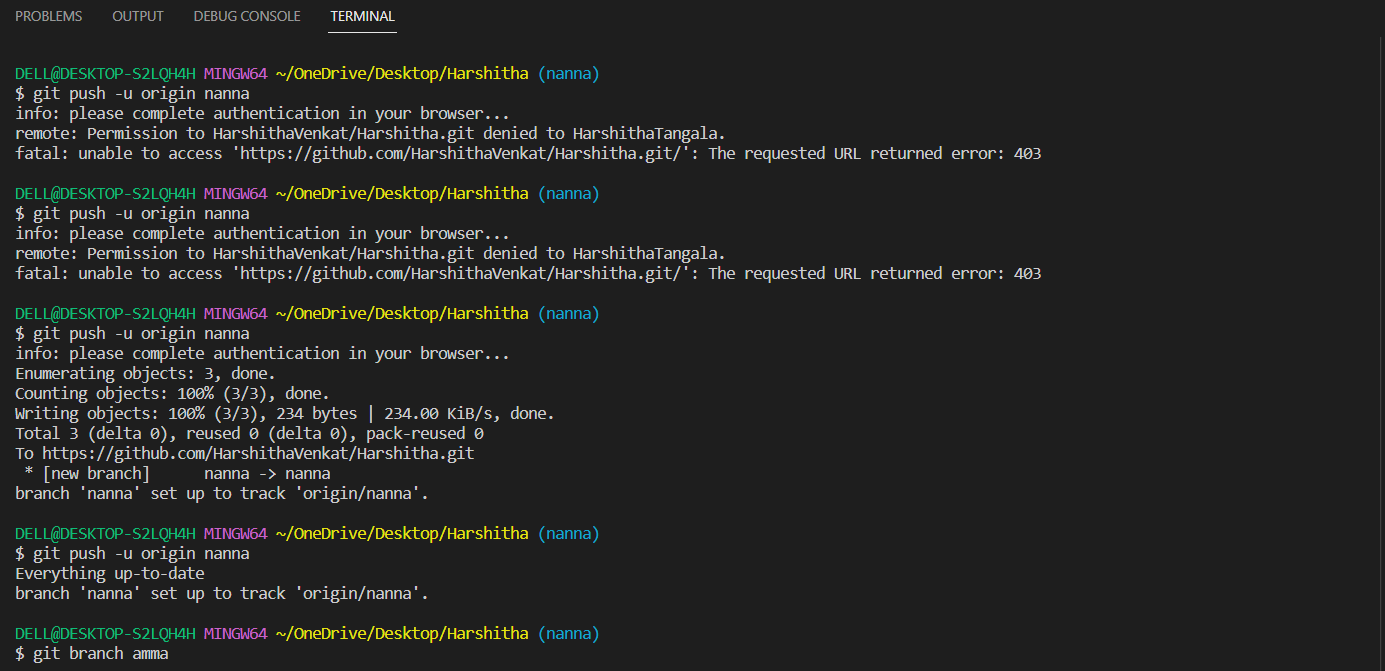 PROBLEMS OUTPUT DEBUG CONSOLE TERMINAL
DELL@DESKTOP-S2LQH4H MINGW64 ~/OneDrive/Desktop/Harshitha (nanna)
$ git push -u origin nanna
info: please complete authentication in your browser...
remote: Permission to HarshithaVenkat/Harshitha.git denied to HarshithaTangala.
fatal: unable to access 'https://github.com/HarshithaVenkat/Harshitha.git/': The requested URL returned error: 403
DELL@DESKTOP-S2LQH4H MINGW64 ~/OneDrive/Desktop/Harshitha (nanna)
$ git push -u origin nanna
info: please complete authentication in your browser...
remote: Permission to HarshithaVenkat/Harshitha.git denied to HarshithaTangala.
fatal: unable to access 'https://github.com/HarshithaVenkat/Harshitha.git/': The requested URL returned error: 403
DELL@DESKTOP-S2LQH4H MINGW64 ~/OneDrive/Desktop/Harshitha (nanna)
$ git push -u origin nanna
info: please complete authentication in your browser...
Enumerating objects: 3, done.
Counting objects: 100% (3/3), done.
Writing objects: 100% (3/3), 234 bytes | 234.00 KiB/s, done.
Total 3 (delta 0), reused 0 (delta 0), pack-reused 0
To https://github.com/HarshithaVenkat/Harshitha.git
 * [new branch]      nanna -> nanna
branch 'nanna' set up to track 'origin/nanna'.
DELL@DESKTOP-S2LQH4H MINGW64 ~/OneDrive/Desktop/Harshitha (nanna)
$ git push -u origin nanna
Everything up-to-date
branch 'nanna' set up to track 'origin/nanna'.
DELL@DESKTOP-S2LQH4H MINGW64 ~/OneDrive/Desktop/Harshitha (nanna)
$ git branch amma